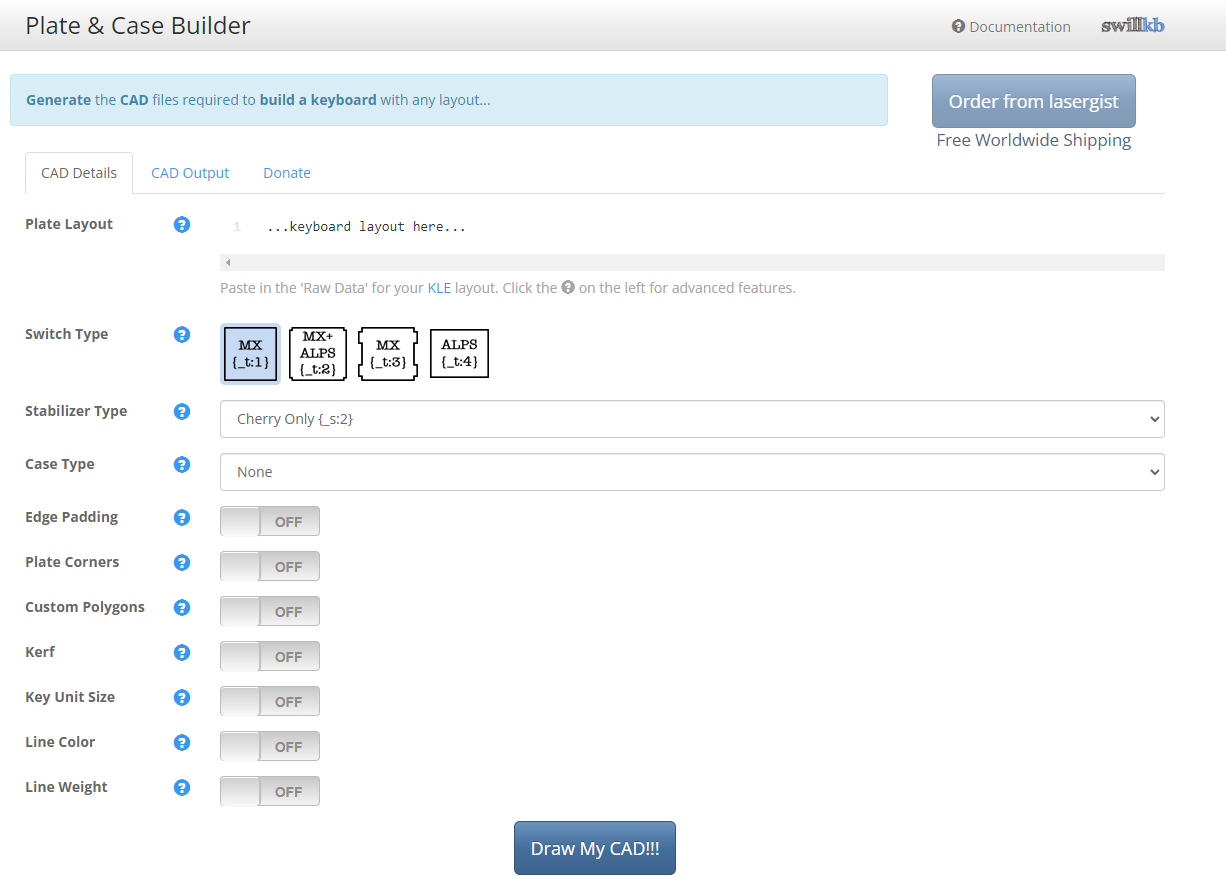 Plate & Case Builder
Documentation
swillkb
Generate the CAD files required to build a keyboard with any layout...
Order from lasergist
Free Worldwide Shipping
CAD Details
CAD Output
Donate
Plate Layout
?
1 ...keyboard layout here...
Paste in the 'Raw Data' for your KLE layout. Click the ? on the left for advanced features.
Switch Type
?
MX
{_t:1}
MX+
ALPS
{_t:2}
MX
{_t:3}
ALPS
{_t:4}
Stabilizer Type
?
Cherry Only {_s:2}
Case Type
?
None
Edge Padding
?
OFF
Plate Corners
?
OFF
Custom Polygons
?
OFF
Kerf
?
OFF
Key Unit Size
?
OFF
Line Color
?
OFF
Line Weight
?
OFF
Draw My CAD!!!